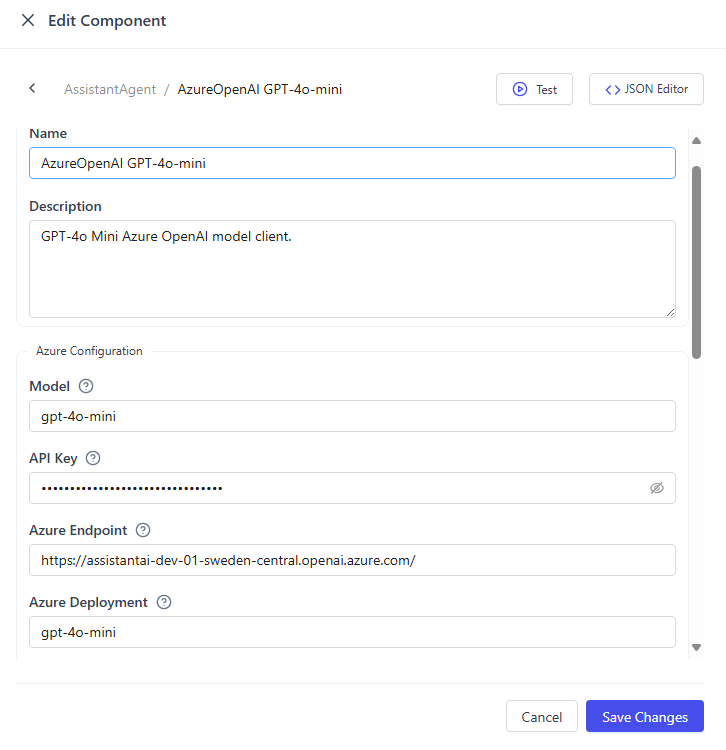 Edit Component
AssistantAgent / AzureOpenAI GPT-4o-mini
Test
JSON Editor
Name
AzureOpenAI GPT-4o-mini
Description
GPT-4o Mini Azure OpenAI model client.
Azure Configuration
Model
gpt-4o-mini
API Key
••••••••••••••••••••••••••••••••
Azure Endpoint
https://assistantai-dev-01-sweden-central.openai.azure.com/
Azure Deployment
gpt-4o-mini
Cancel
Save Changes